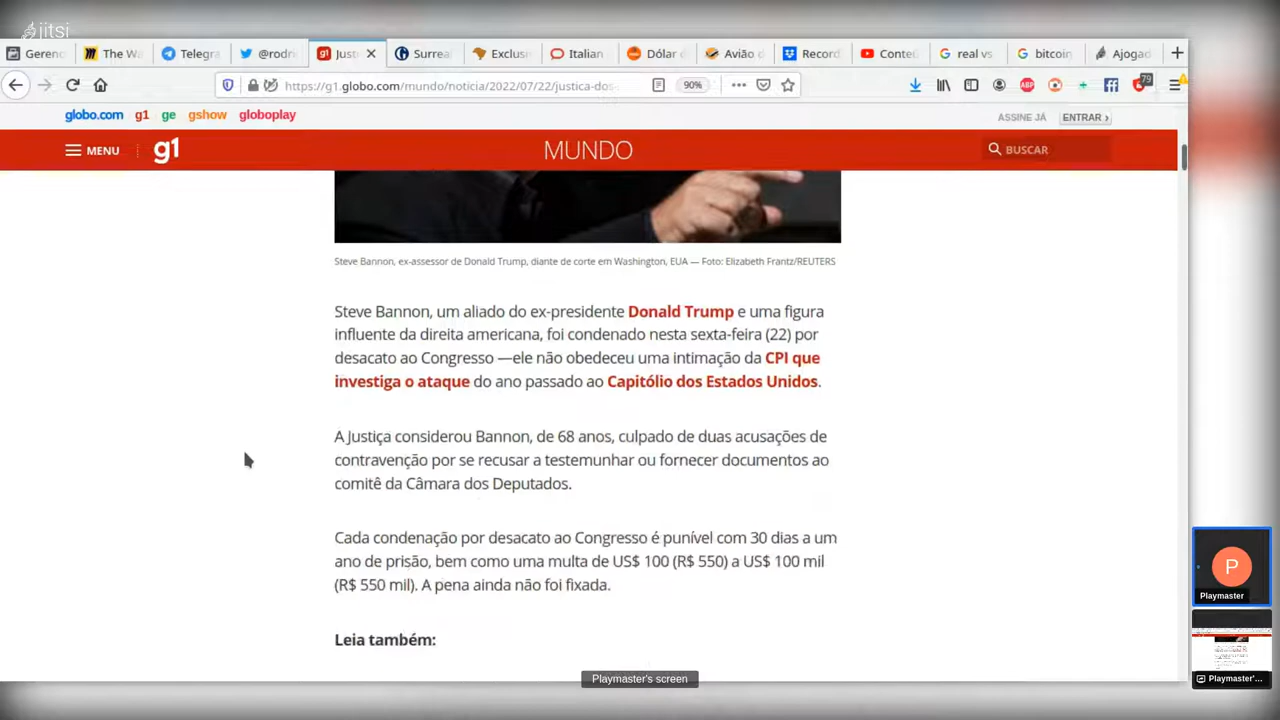 jitsi
Gereno
The Wa
Telegra
@rodri
g1 Just
Surreal
Exclus
Italian
Dólar
Avião d
Record
Conteú
real vs
bitcoin
Ajogad
https://g1.globo.com/mundo/noticia/2022/07/22/justica-dos-
90%
ABP
79
globo.com g1 ge gshow globoplay
ASSINE JÁ ENTRAR ›
MENU g1 MUNDO BUSCAR
Steve Bannon, ex-assessor de Donald Trump, diante de corte em Washington, EUA — Foto: Elizabeth Frantz/REUTERS
Steve Bannon, um aliado do ex-presidente Donald Trump e uma figura
influente da direita americana, foi condenado nesta sexta-feira (22) por
desacato ao Congresso —ele não obedeceu uma intimação da CPI que
investiga o ataque do ano passado ao Capitólio dos Estados Unidos.
A Justiça considerou Bannon, de 68 anos, culpado de duas acusações de
contravenção por se recusar a testemunhar ou fornecer documentos ao
comitê da Câmara dos Deputados.
Cada condenação por desacato ao Congresso é punível com 30 dias a um
ano de prisão, bem como uma multa de US$ 100 (R$ 550) a US$ 100 mil
(R$ 550 mil). A pena ainda não foi fixada.
Leia também:
P
Playmaster
Playmaster'...
Playmaster's screen